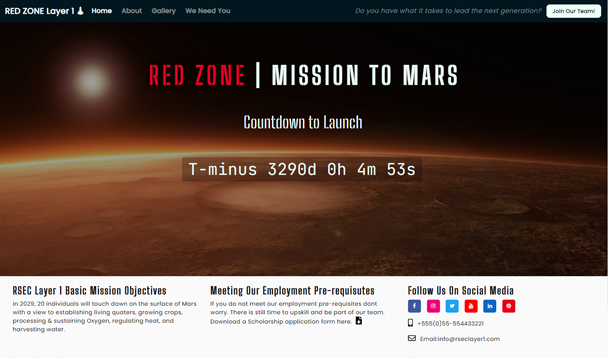 RED ZONE Layer 1 Home About Gallery We Need You Do you have what it takes to lead the next generation? Join Our Team!
RED ZONE | MISSION TO MARS
Countdown to Launch
T-minus 3290d 0h 4m 53s
RSEC Layer 1 Basic Mission Objectives
In 2029, 20 individuals will touch down on the surface of Mars
with a view to establishing living quoters, growing crops,
processing & sustaining Oxygen, regulating heat, and
harvesting water.
Meeting Our Employment Pre-requisutes
If you do not meet our employment pre-requisites dont
worry. There is still time to upskill and be part of our team.
Download a Scholarship application form here.
Follow Us On Social Media
+555(0)55-554433221
Email:info@rseclayer1.com